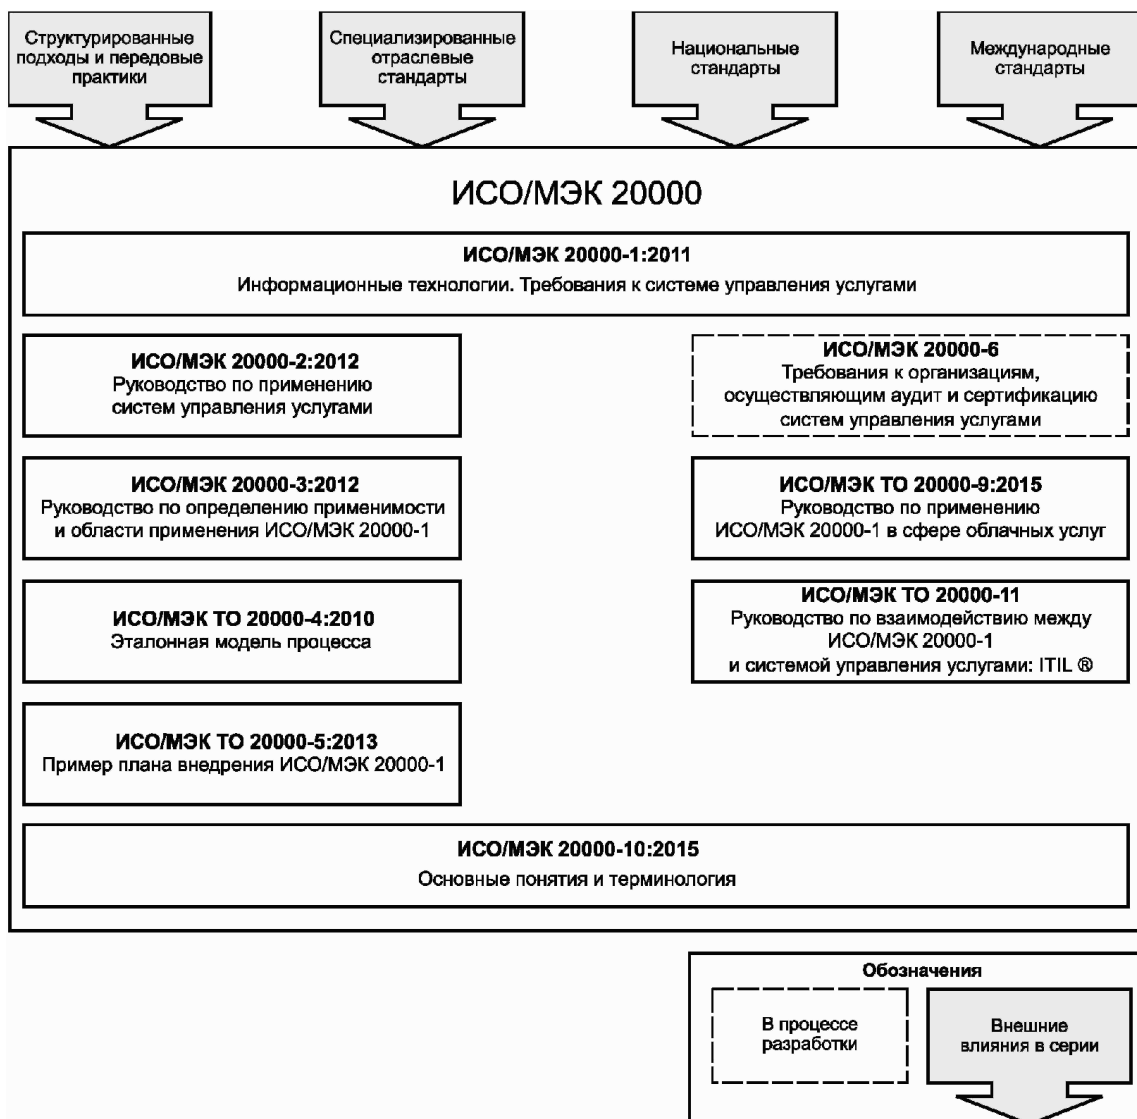 Структурированные
подходы и передовые
практики
Специализированные
отраслевые
стандарты
Национальные
стандарты
Международные
стандарты
ИСО/МЭК 20000
ИСО/МЭК 20000-1:2011
Информационные технологии. Требования к системе управления услугами
ИСО/МЭК 20000-2:2012
Руководство по применению
систем управления услугами
ИСО/МЭК 20000-6
Требования к организациям,
осуществляющим аудит и сертификацию
систем управления услугами
ИСО/МЭК 20000-3:2012
Руководство по определению применимости
и области применения ИСО/МЭК 20000-1
ИСО/МЭК ТО 20000-9:2015
Руководство по применению
ИСО/МЭК 20000-1 в сфере облачных услуг
ИСО/МЭК ТО 20000-4:2010
Эталонная модель процесса
ИСО/МЭК ТО 20000-11
Руководство по взаимодействию между
ИСО/МЭК 20000-1
и системой управления услугами: ITIL ®
ИСО/МЭК ТО 20000-5:2013
Пример плана внедрения ИСО/МЭК 20000-1
ИСО/МЭК 20000-10:2015
Основные понятия и терминология
Обозначения
В процессе
разработки
Внешние
влияния в серии